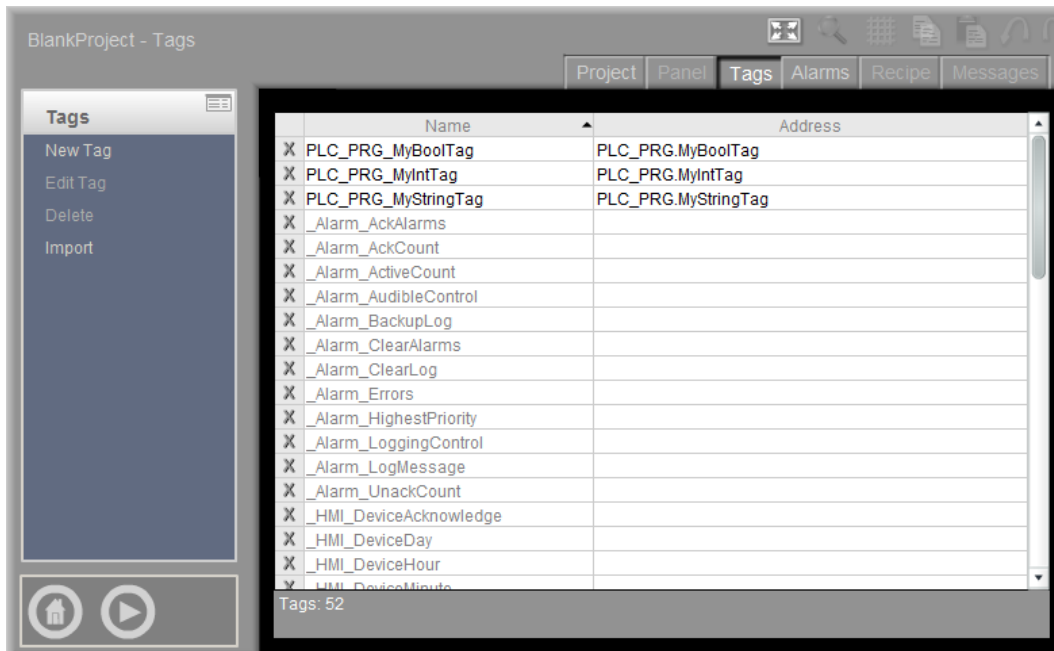 BlankProject - Tags
Project Panel Tags Alarms Recipe Messages
Tags
New Tag
Edit Tag
Delete
Import
Name Address
X PLC_PRG_MyBoolTag PLC_PRG.MyBoolTag
X PLC_PRG_MyIntTag PLC_PRG.MyIntTag
X PLC_PRG_MyStringTag PLC_PRG.MyStringTag
X _Alarm_AckAlarms
X _Alarm_AckCount
X _Alarm_ActiveCount
X _Alarm_AudibleControl
X _Alarm_BackupLog
X _Alarm_ClearAlarms
X _Alarm_ClearLog
X _Alarm_Errors
X _Alarm_HighestPriority
X _Alarm_LoggingControl
X _Alarm_LogMessage
X _Alarm_UnackCount
X _HMI_DeviceAcknowledge
X _HMI_DeviceDay
X _HMI_DeviceHour
X _HMI_DeviceMinute
Tags: 52